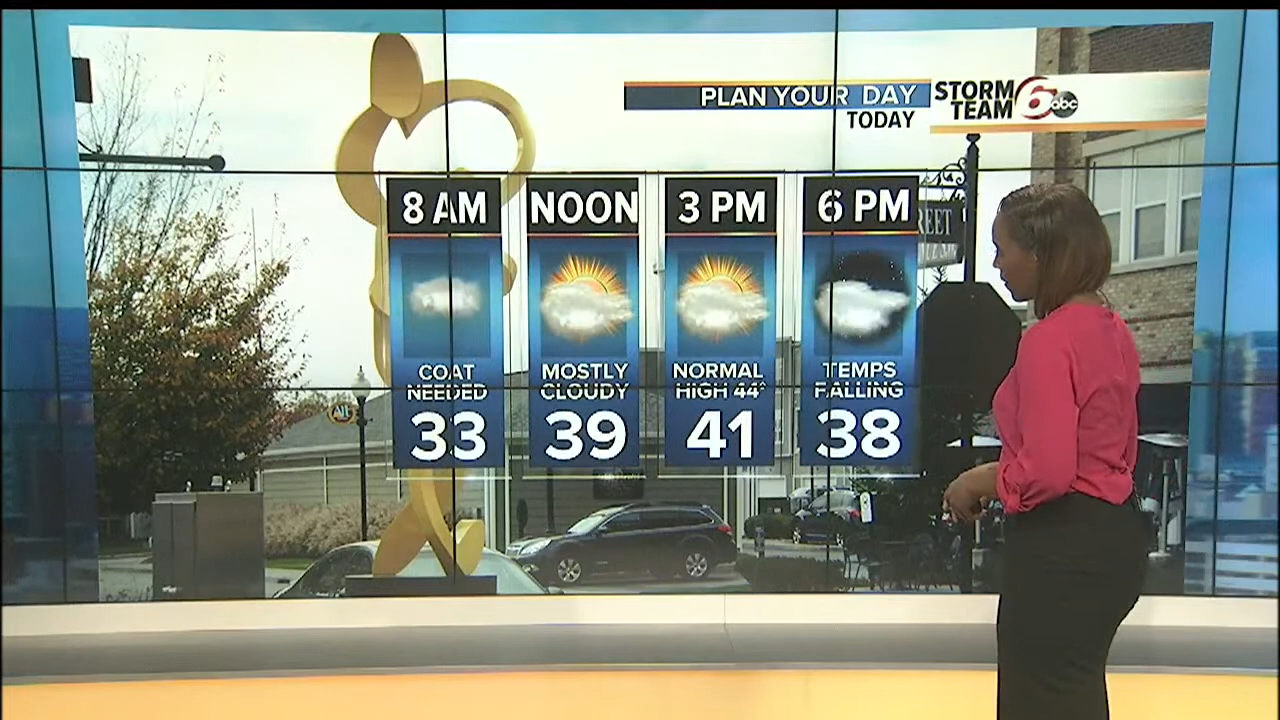 PLAN YOUR DAY
TODAY
STORM
TEAM
6
abc
8 AM
COAT
NEEDED
33
NOON
MOSTLY
CLOUDY
39
3 PM
NORMAL
HIGH 44°
41
6 PM
TEMPS
FALLING
38